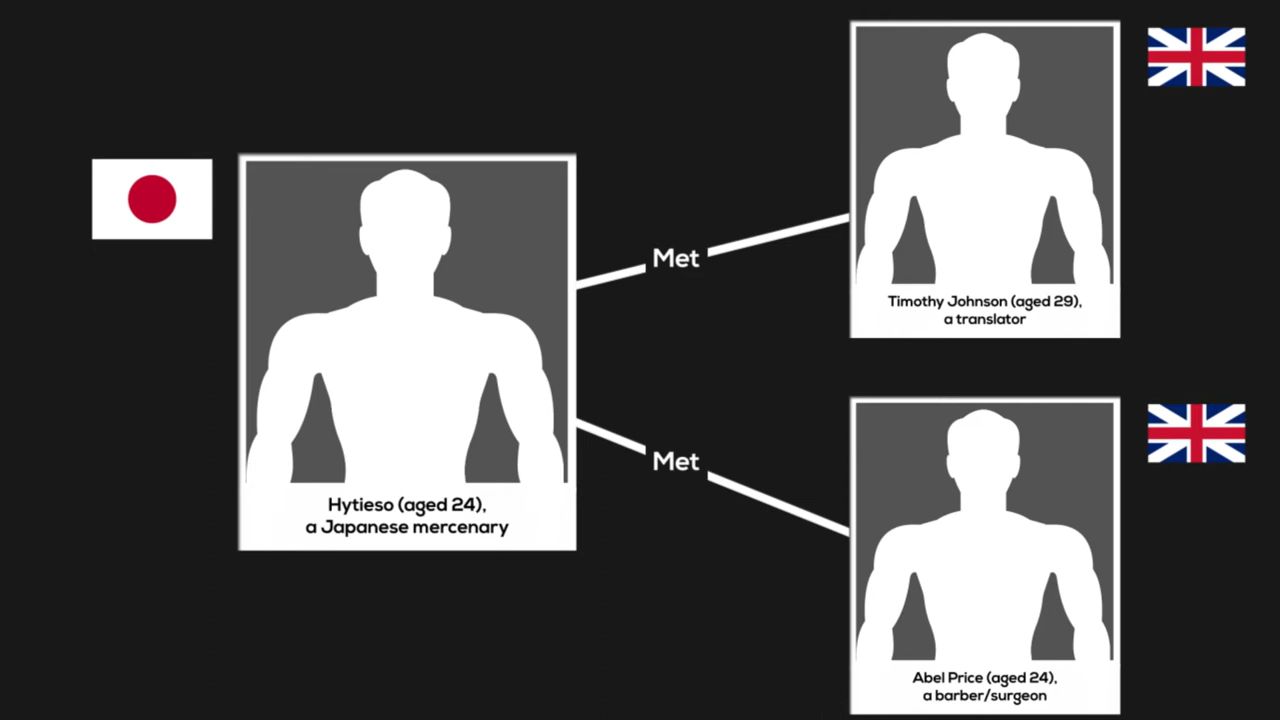 Met
Timothy Johnson (aged 29),
a translator
Hytieso (aged 24),
a Japanese mercenary
Met
Abel Price (aged 24),
a barber/surgeon